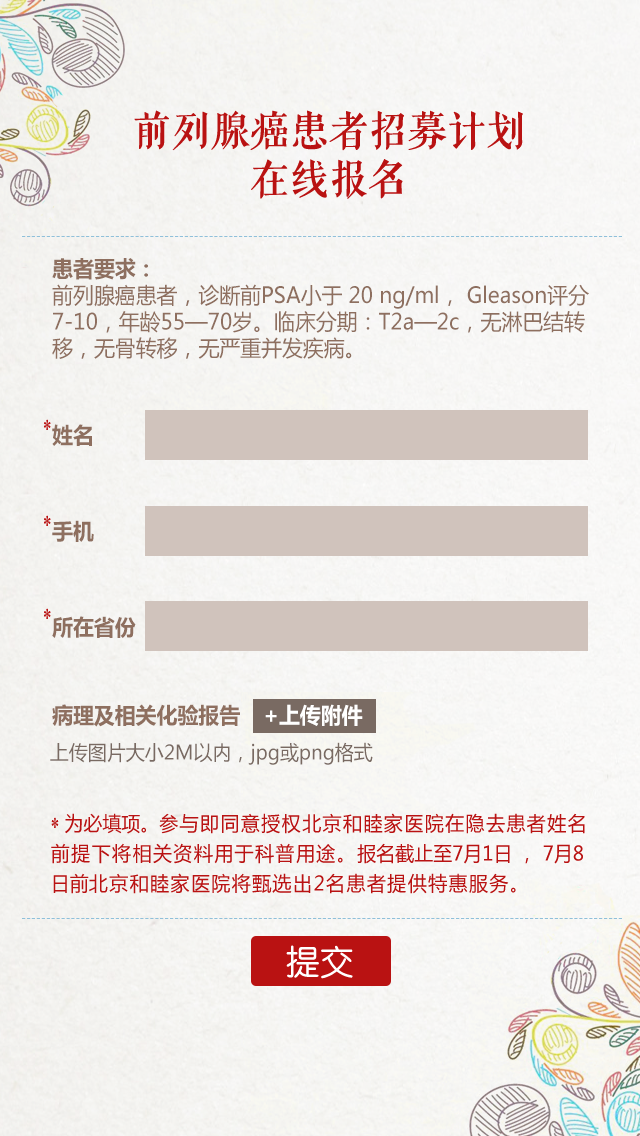 前列腺癌患者招募计划
在线报名
患者要求：
前列腺癌患者，诊断前PSA小于 20 ng/ml， Gleason评分
7-10，年龄55—70岁。临床分期：T2a—2c，无淋巴结转
移，无骨转移，无严重并发疾病。
*姓名
*手机
*所在省份
病理及相关化验报告 +上传附件
上传图片大小2M以内，jpg或png格式
* 为必填项。参与即同意授权北京和睦家医院在隐去患者姓名
前提下将相关资料用于科普用途。报名截止至7月1日 ，7月8
日前北京和睦家医院将甄选出2名患者提供特惠服务。
提交